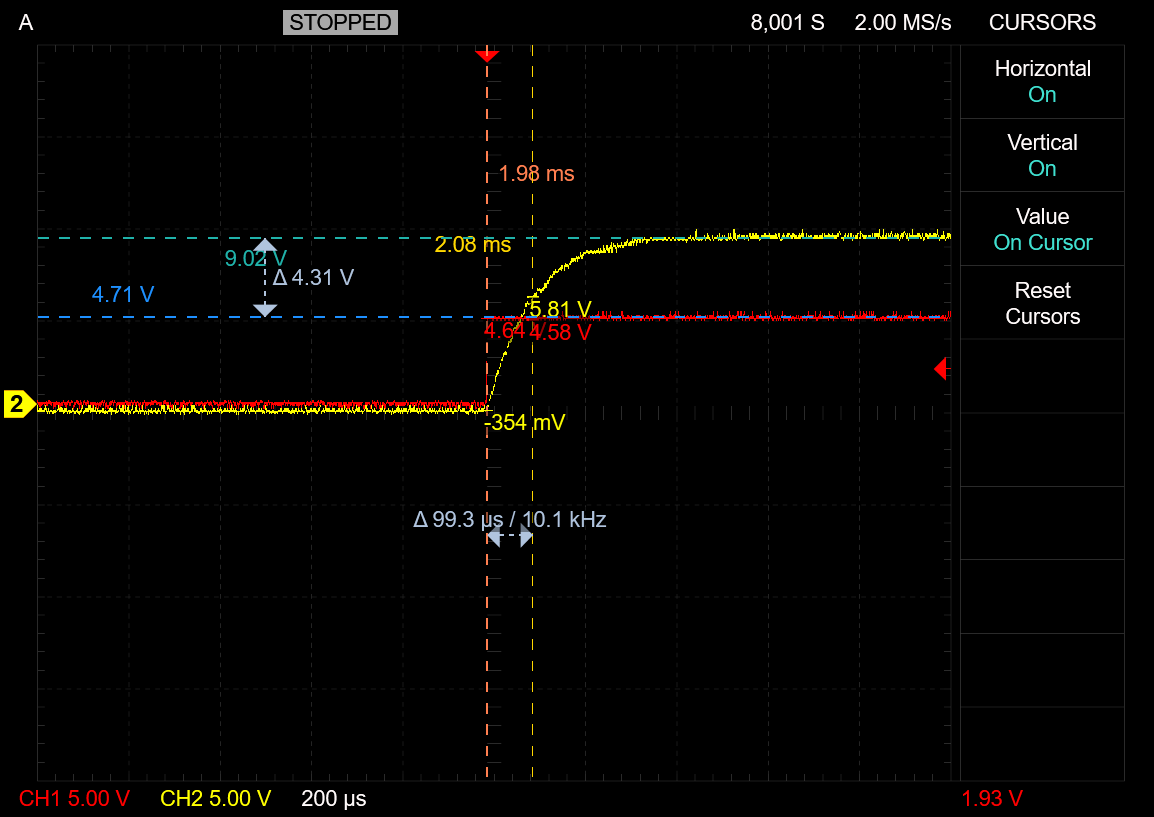 A
STOPPED
8,001 S
2.00 MS/s
CURSORS
Horizontal
On
Vertical
On
Value
On Cursor
Reset
Cursors
1.98 ms
2.08 ms
9.02 V
Δ 4.31 V
4.71 V
5.81 V
4.64 V
4.58 V
2
-354 mV
Δ 99.3 µs / 10.1 kHz
CH1 5.00 V
CH2 5.00 V
200 µs
1.93 V